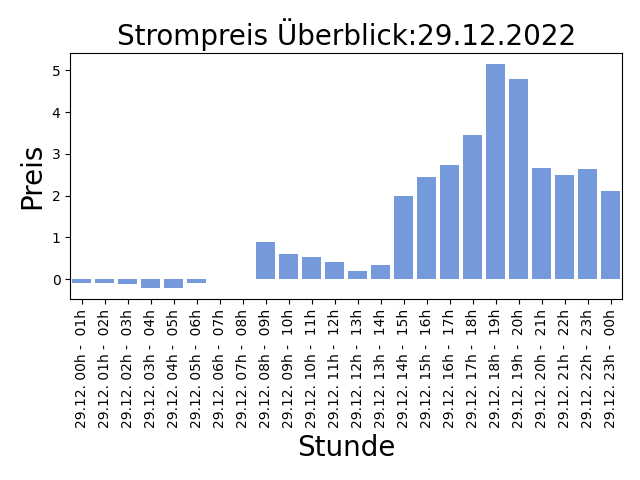 Strompreis Überblick:29.12.2022
Preis
5
4
3
2
1
0
29.12. 00h - 01h
29.12. 01h - 02h
29.12. 02h - 03h
29.12. 03h - 04h
29.12. 04h - 05h
29.12. 05h - 06h
29.12. 06h - 07h
29.12. 07h - 08h
29.12. 08h - 09h
29.12. 09h - 10h
29.12. 10h - 11h
29.12. 11h - 12h
29.12. 12h - 13h
29.12. 13h - 14h
29.12. 14h - 15h
29.12. 15h - 16h
29.12. 16h - 17h
29.12. 17h - 18h
29.12. 18h - 19h
29.12. 19h - 20h
29.12. 20h - 21h
29.12. 21h - 22h
29.12. 22h - 23h
29.12. 23h - 00h
Stunde